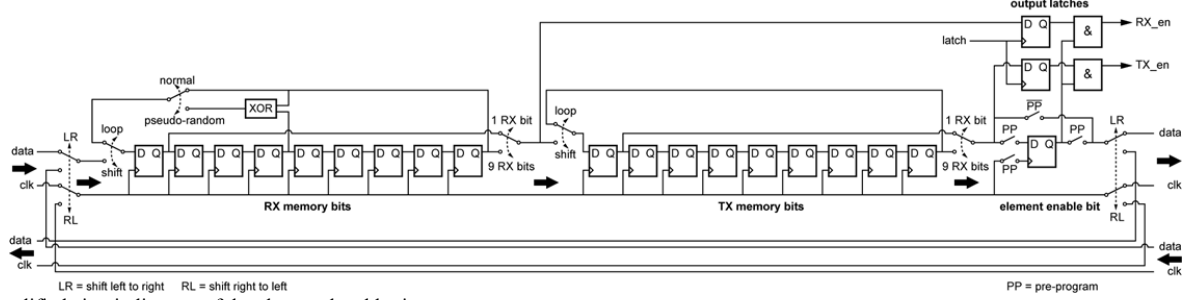 output latches
D Q
&
RX_en
latch
D Q
&
TX_en
normal
XOR
pseudo-random
PP
LR
loop
shift
1 RX bit
9 RX bits
loop
shift
1 RX bit
9 RX bits
PP
PP
LR
data
clk
D Q D Q D Q D Q D Q D Q D Q D Q D Q
D Q D Q D Q D Q D Q D Q D Q D Q D Q
D Q
PP
data
clk
RL
RX memory bits
TX memory bits
element enable bit
RL
data
clk
data
clk
LR = shift left to right RL = shift right to left
PP = pre-program